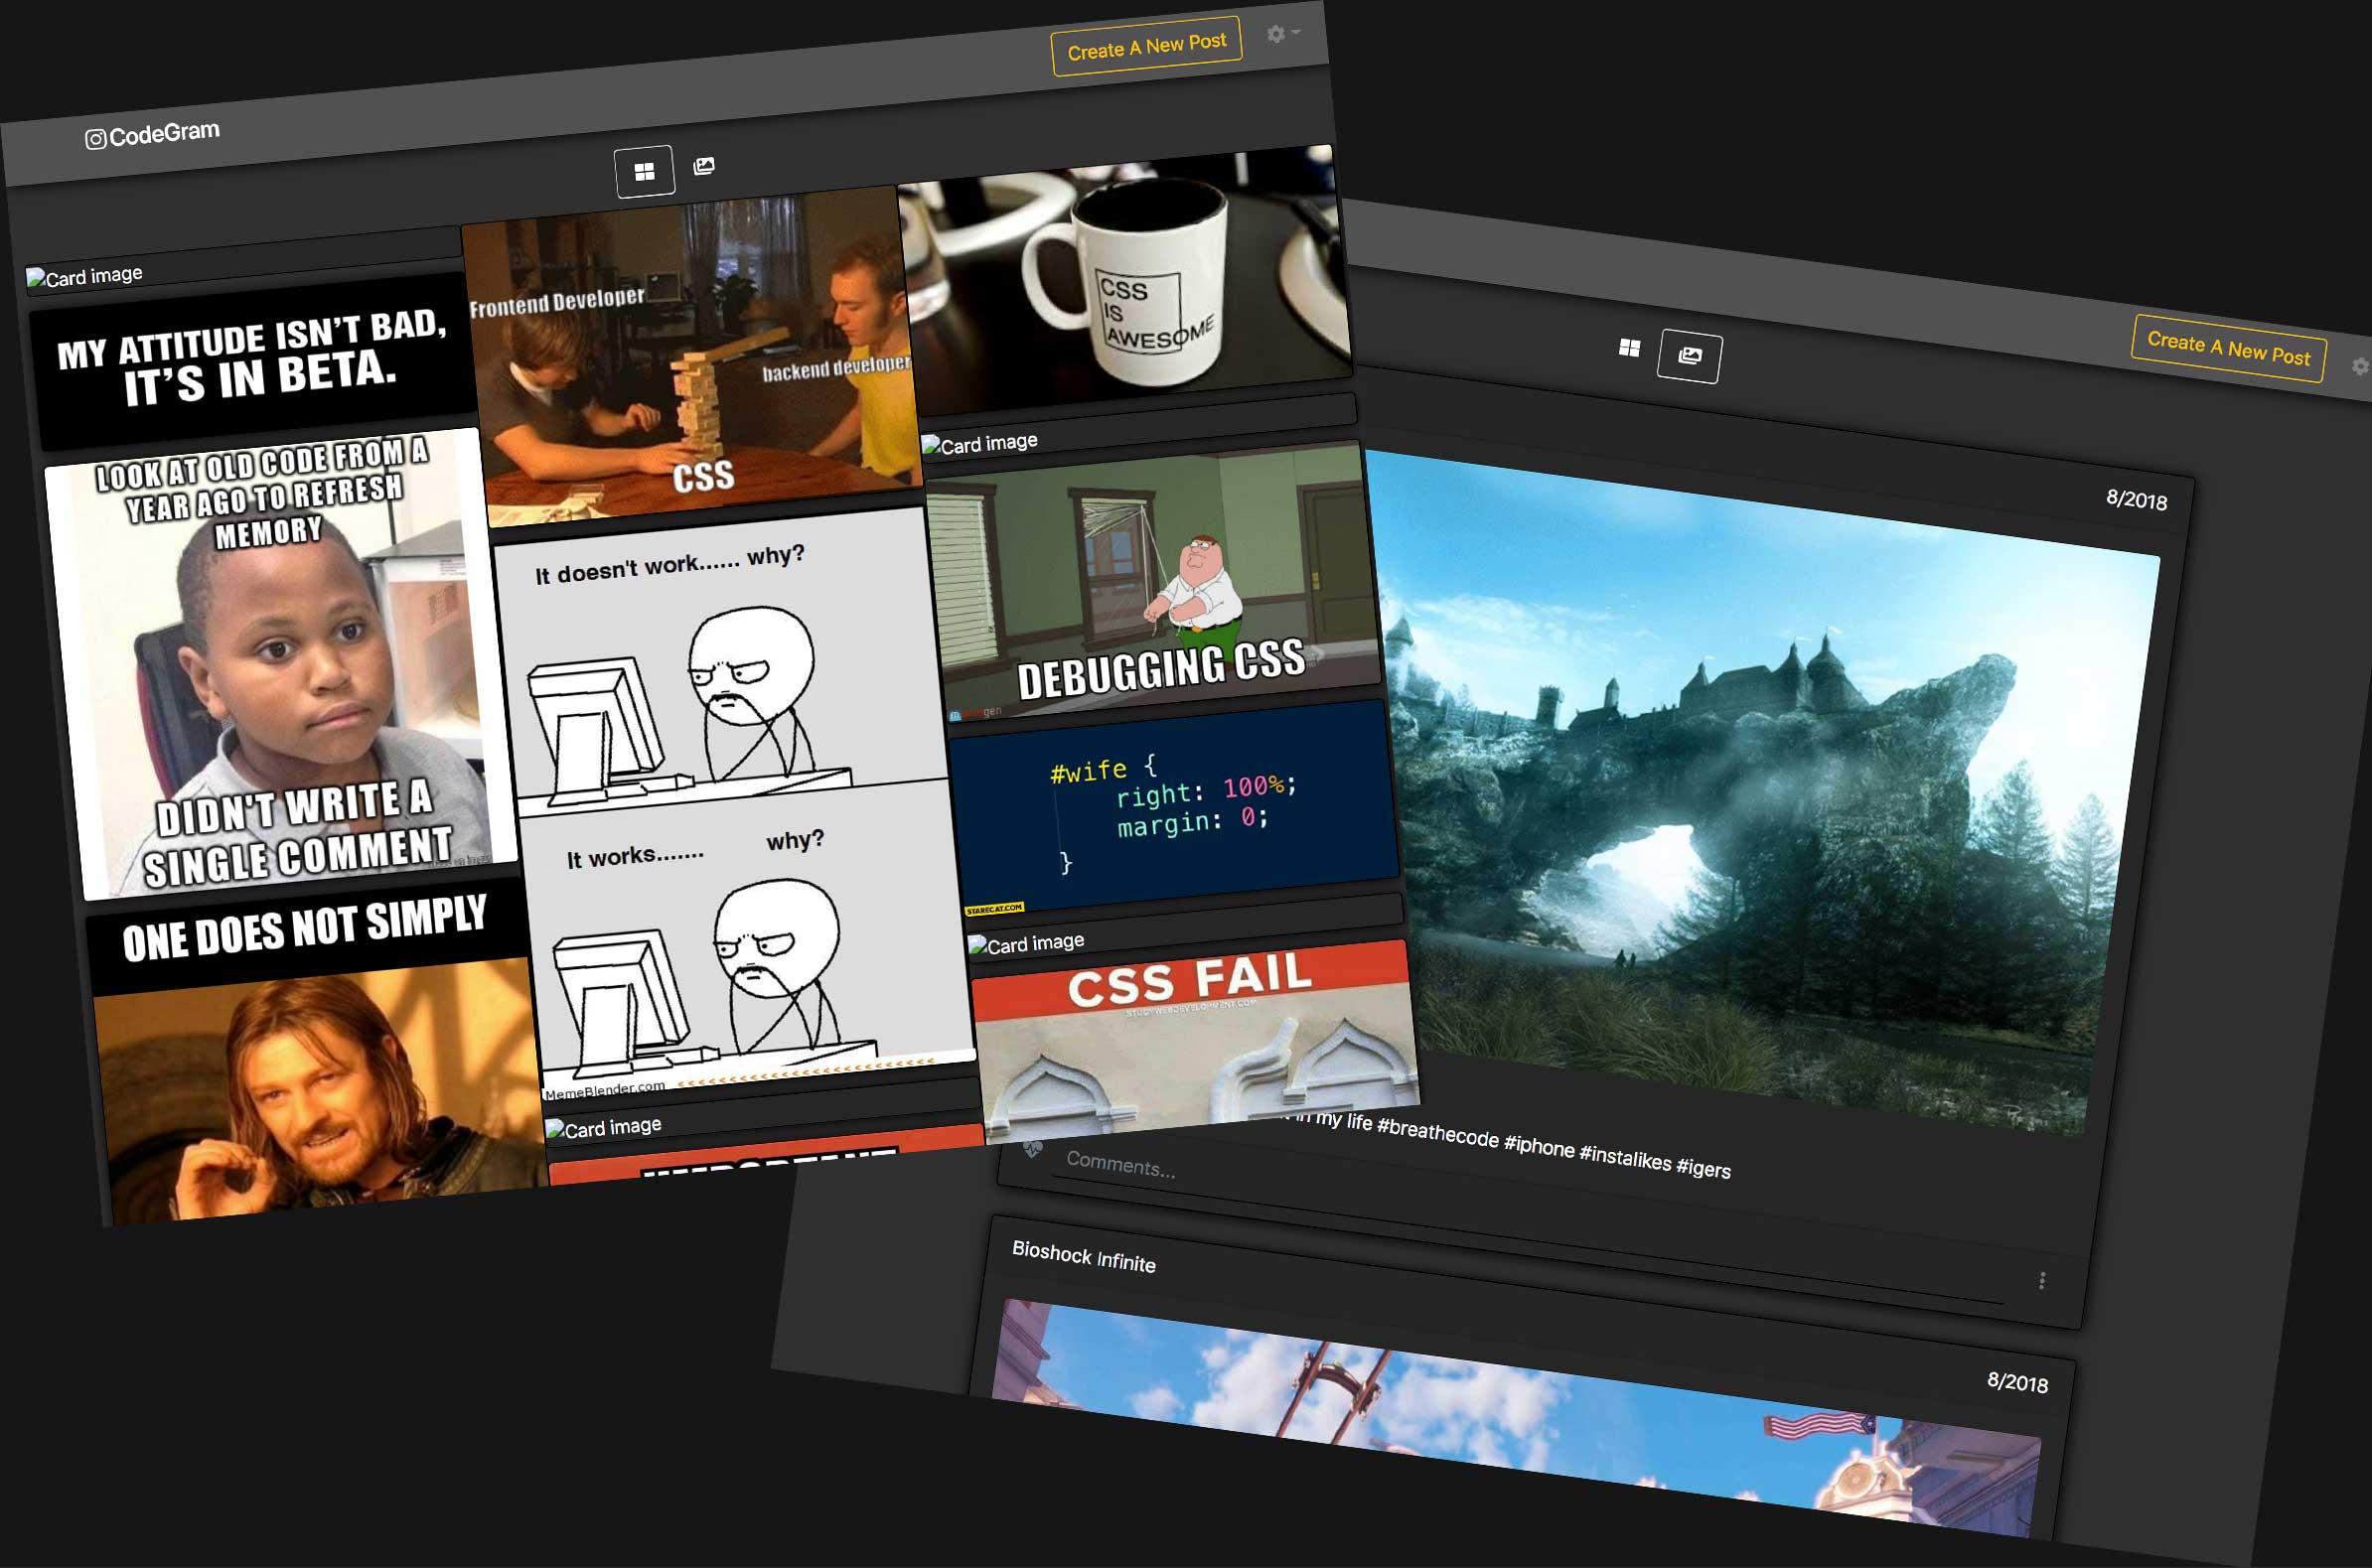 CodeGram
Create A New Post
Card image
MY ATTITUDE ISN'T BAD,
IT'S IN BETA.
LOOK AT OLD CODE FROM A
YEAR AGO TO REFRESH
MEMORY
DIDN'T WRITE A
SINGLE COMMENT
ONE DOES NOT SIMPLY
Frontend Developer
backend developer
CSS
It doesn't work...... why?
It works....... why?
MemeBlender.com
Card image
CSS
IS
AWESOME
Card image
DEBUGGING CSS
#wife {
right: 100%;
margin: 0;
}
STARECAT.COM
Card image
CSS FAIL
STUDYWEBDEVELOPMENT.COM
Create A New Post
8/2018
in my life #breathecode #iphone #instalikes #igers
Comments...
Bioshock Infinite
8/2018